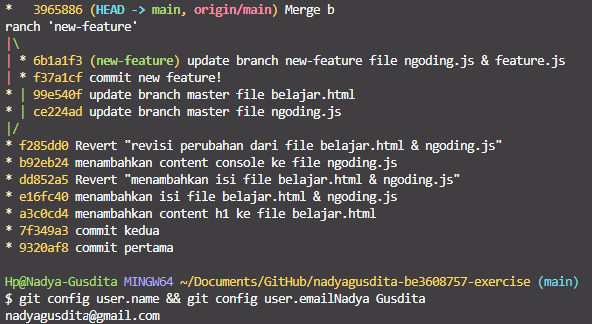 *   3965886 (HEAD -> main, origin/main) Merge b
ranch 'new-feature'
|\
| * 6b1a1f3 (new-feature) update branch new-feature file ngoding.js & feature.js
| * f37a1cf commit new feature!
* | 99e540f update branch master file belajar.html
* | ce224ad update branch master file ngoding.js
|/
* f285dd0 Revert "revisi perubahan dari file belajar.html & ngoding.js"
* b92eb24 menambahkan content console ke file ngoding.js
* dd852a5 Revert "menambahkan isi file belajar.html & ngoding.js"
* e16fc40 menambahkan isi file belajar.html & ngoding.js
* a3c0cd4 menambahkan content h1 ke file belajar.html
* 7f349a3 commit kedua
* 9320af8 commit pertama

Hp@Nadya-Gusdita MINGW64 ~/Documents/GitHub/nadyagusdita-be3608757-exercise (main)
$ git config user.name && git config user.emailNadya Gusdita
nadyagusdita@gmail.com